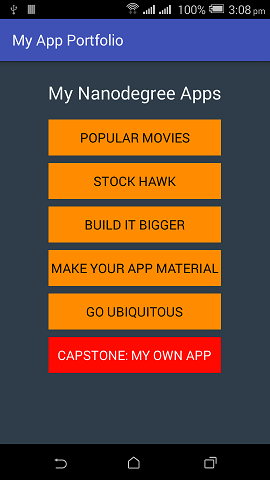 100% 3:08 pm
My App Portfolio
My Nanodegree Apps
POPULAR MOVIES
STOCK HAWK
BUILD IT BIGGER
MAKE YOUR APP MATERIAL
GO UBIQUITOUS
CAPSTONE: MY OWN APP